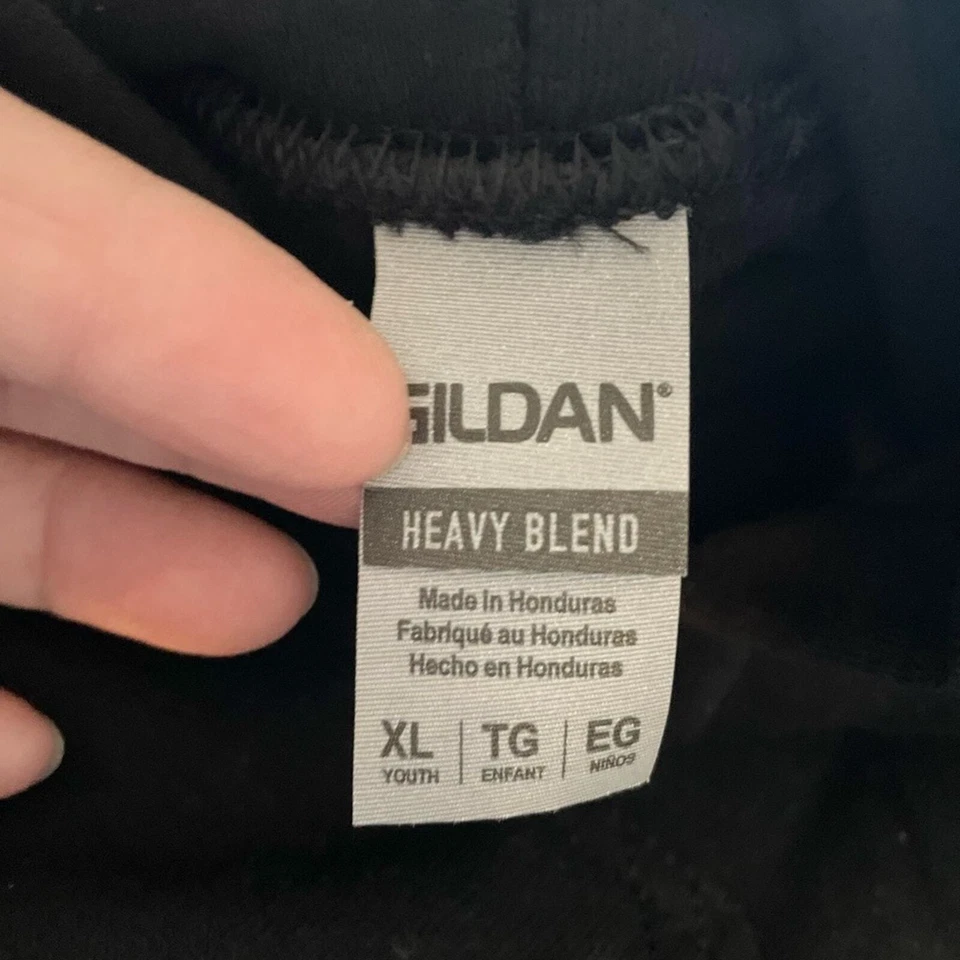 GILDAN®
HEAVY BLEND
Made in Honduras
Fabriqué au Honduras
Hecho en Honduras
XL | TG | EG
YOUTH ENFANT NIÑOS